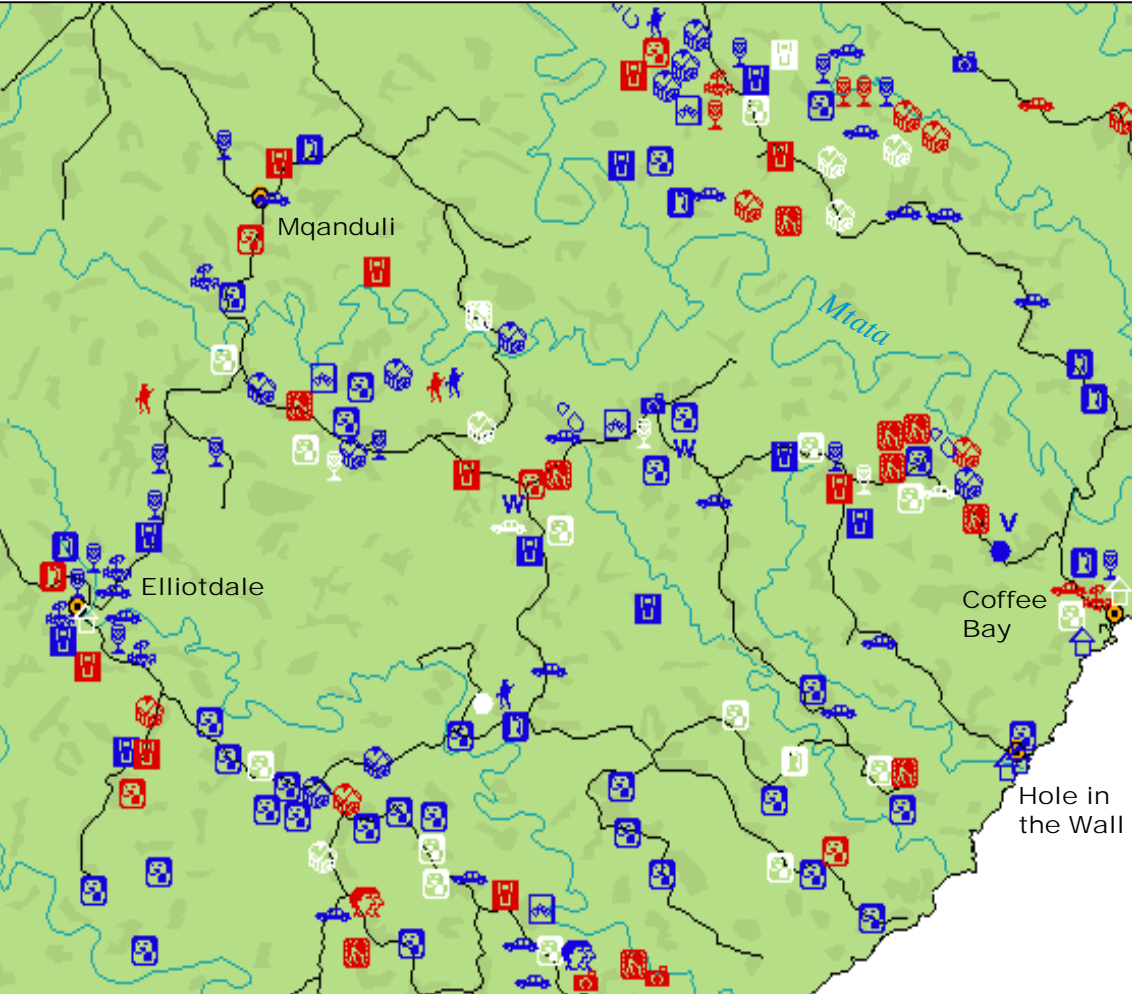 Mqanduli
Mtata
W
W
V
Elliotdale
Coffee
Bay
Hole in
the Wall